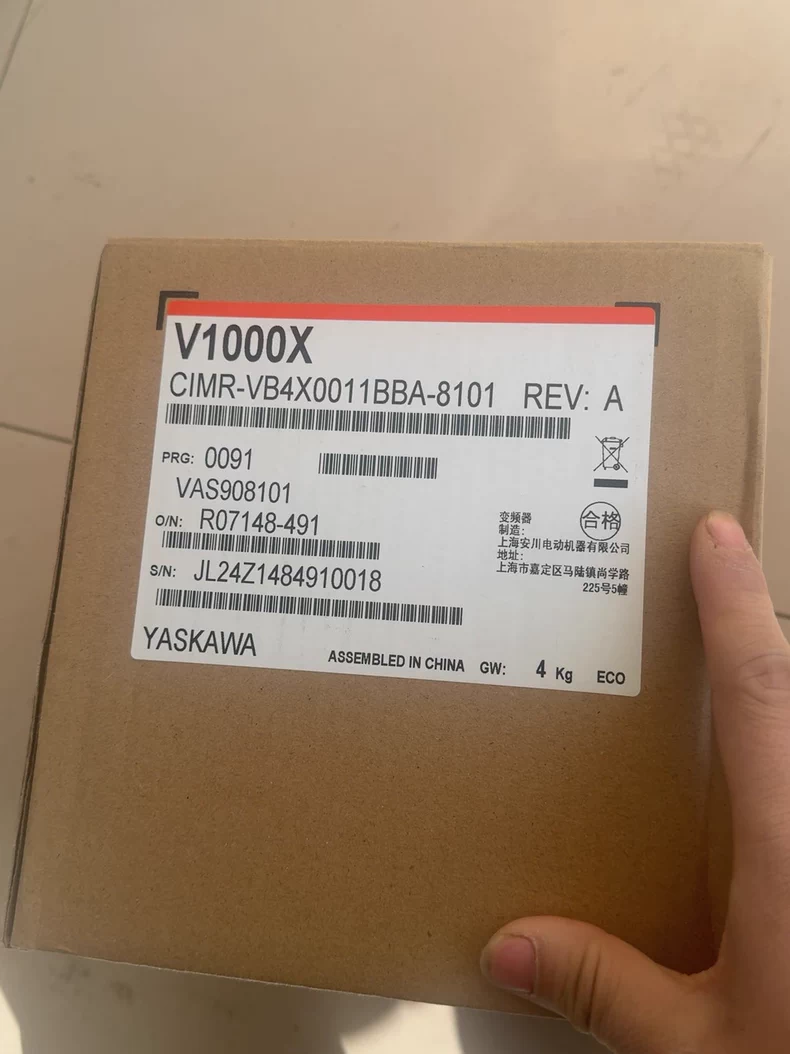 V1000X
CIMR-VB4X0011BBA-8101 REV: A
PRG: 0091
VAS908101
O/N: R07148-491
S/N: JL24Z1484910018
变频器
合格
制造:
上海安川电动机器有限公司
地址:
上海市嘉定区马陆镇尚学路
225号5幢
YASKAWA
ASSEMBLED IN CHINA GW: 4 Kg ECO